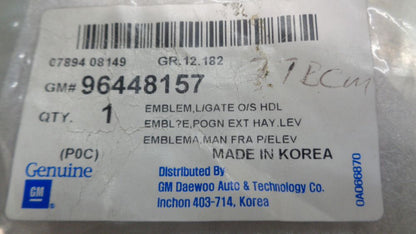 07894 08149 GR.12.182
GM# 96448157
QTY. 1 EMBLEM,L/GATE O/S HDL
EMBL?E,POGN EXT HAY.LEV
EMBLEMA,MAN FRA P/ELEV
(P0C) MADE IN KOREA
Genuine
GM
Distributed By
GM Daewoo Auto & Technology Co.
Inchon 403-714, Korea
0A066870